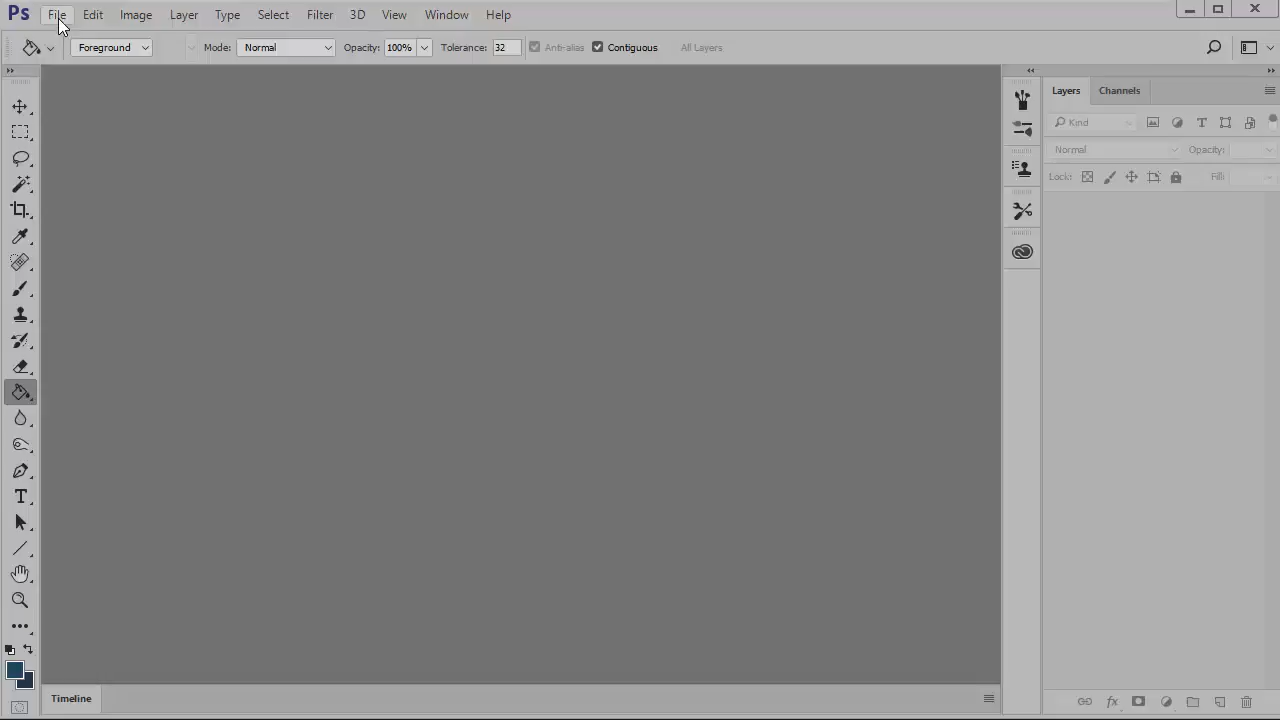 Ps File Edit Image Layer Type Select Filter 3D View Window Help
Foreground Mode: Normal Opacity: 100% Tolerance: 32 Anti-alias Contiguous All Layers
Layers Channels
Kind
Normal Opacity:
Lock: Fill:
Timeline